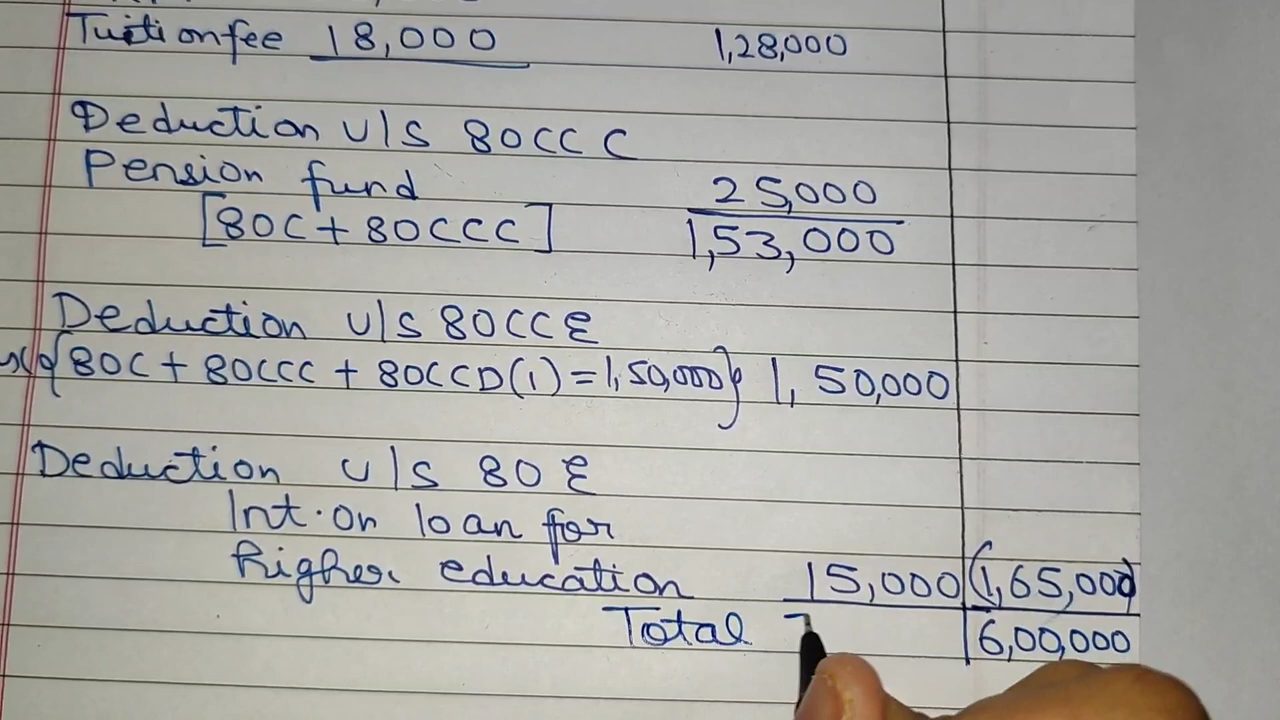 Tuition fee 18,000 1,28,000
Deduction U/S 80CCC
Pension fund 25,000
[80C + 80CCC] 1,53,000
Deduction U/S 80CCE
{80C + 80CCC + 80CCD(1) = 1,50,000} 1,50,000
Deduction U/S 80E
Int. on loan for
higher education 15,000 (1,65,000)
Total 6,00,000